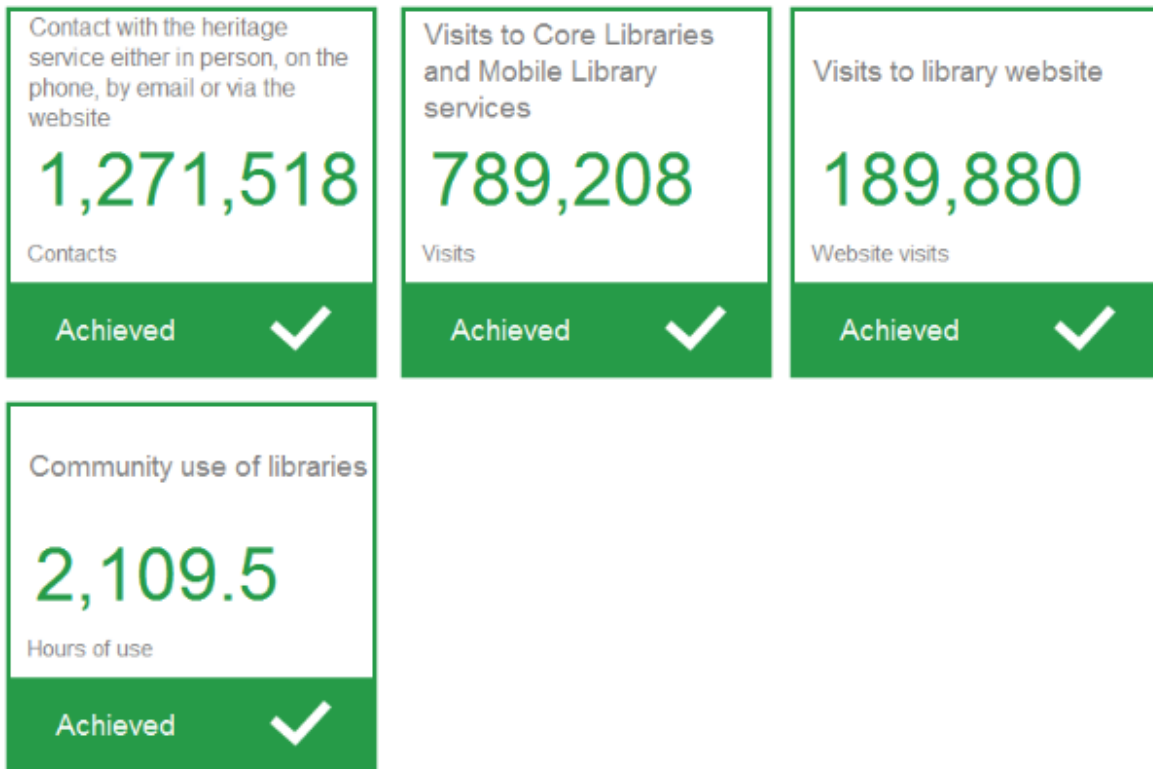 Contact with the heritage
service either in person, on the
phone, by email or via the
website
1,271,518
Contacts
Achieved
Visits to Core Libraries
and Mobile Library
services
789,208
Visits
Achieved
Visits to library website
189,880
Website visits
Achieved
Community use of libraries
2,109.5
Hours of use
Achieved